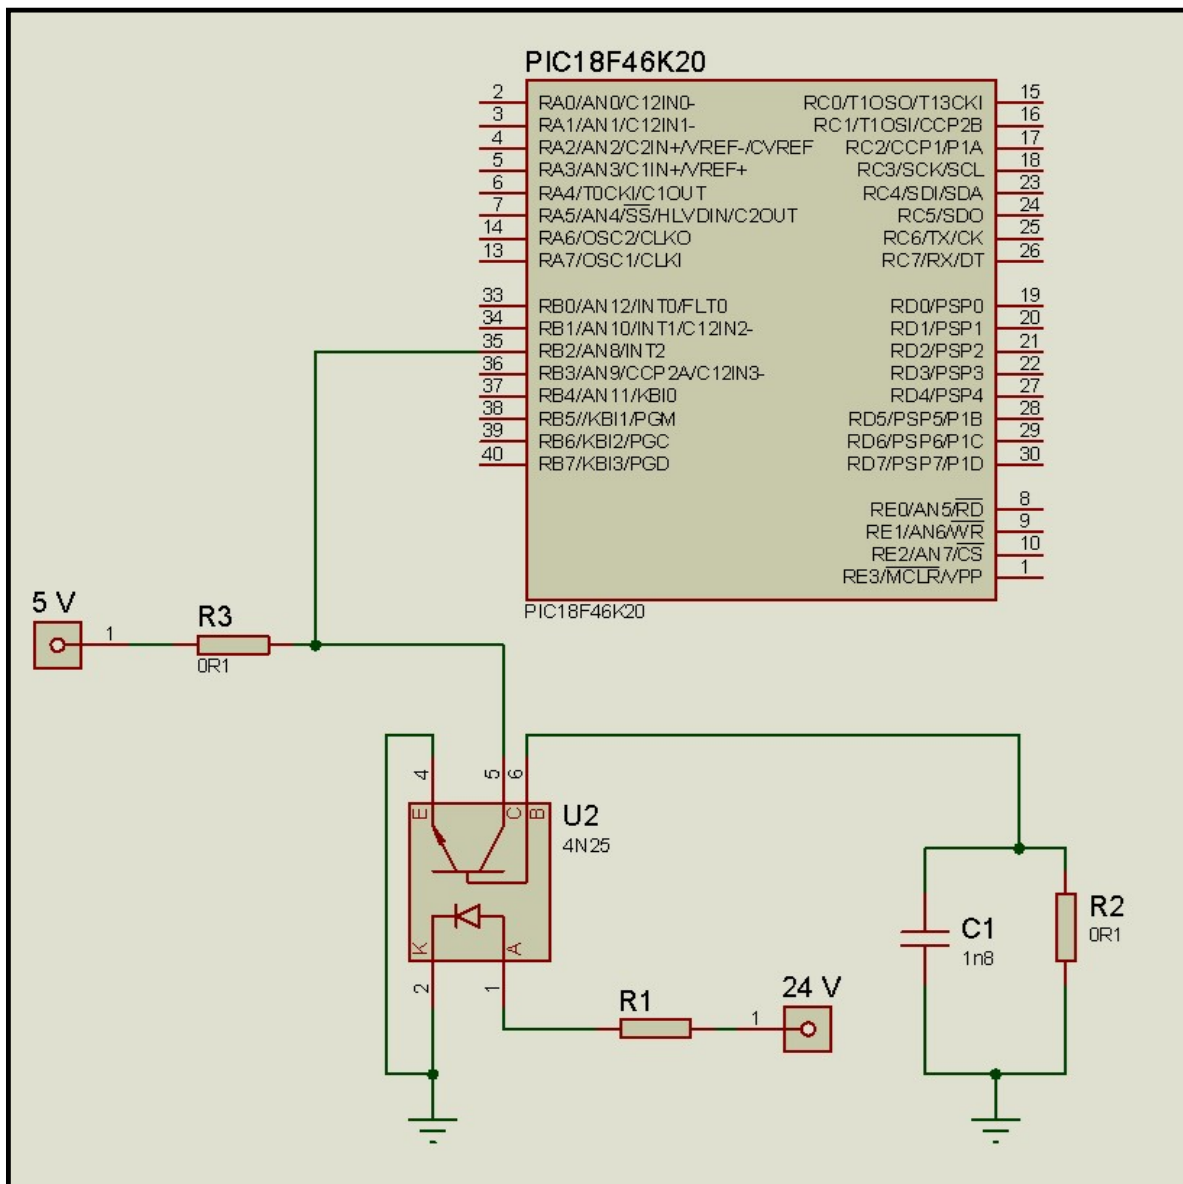 PIC18F46K20
2 RA0/AN0/C12IN0- RC0/T1OSO/T13CKI 15
3 RA1/AN1/C12IN1- RC1/T1OSI/CCP2B 16
4 RA2/AN2/C2IN+/VREF-/CVREF RC2/CCP1/P1A 17
5 RA3/AN3/C1IN+/VREF+ RC3/SCK/SCL 18
6 RA4/T0CKI/C1OUT RC4/SDI/SDA 23
7 RA5/AN4/SS/HLVDIN/C2OUT RC5/SDO 24
14 RA6/OSC2/CLKO RC6/TX/CK 25
13 RA7/OSC1/CLKI RC7/RX/DT 26
33 RB0/AN12/INT0/FLT0 RD0/PSP0 19
34 RB1/AN10/INT1/C12IN2- RD1/PSP1 20
35 RB2/AN8/INT2 RD2/PSP2 21
36 RB3/AN9/CCP2A/C12IN3- RD3/PSP3 22
37 RB4/AN11/KBI0 RD4/PSP4 27
38 RB5//KBI1/PGM RD5/PSP5/P1B 28
39 RB6/KBI2/PGC RD6/PSP6/P1C 29
40 RB7/KBI3/PGD RD7/PSP7/P1D 30
RE0/AN5/RD 8
RE1/AN6/WR 9
RE2/AN7/CS 10
RE3/MCLR/VPP 1
PIC18F46K20
5 V
1
R3
0R1
4 5 6
E C B
U2
4N25
K A
2 1
R1
24 V
1
C1
1n8
R2
0R1